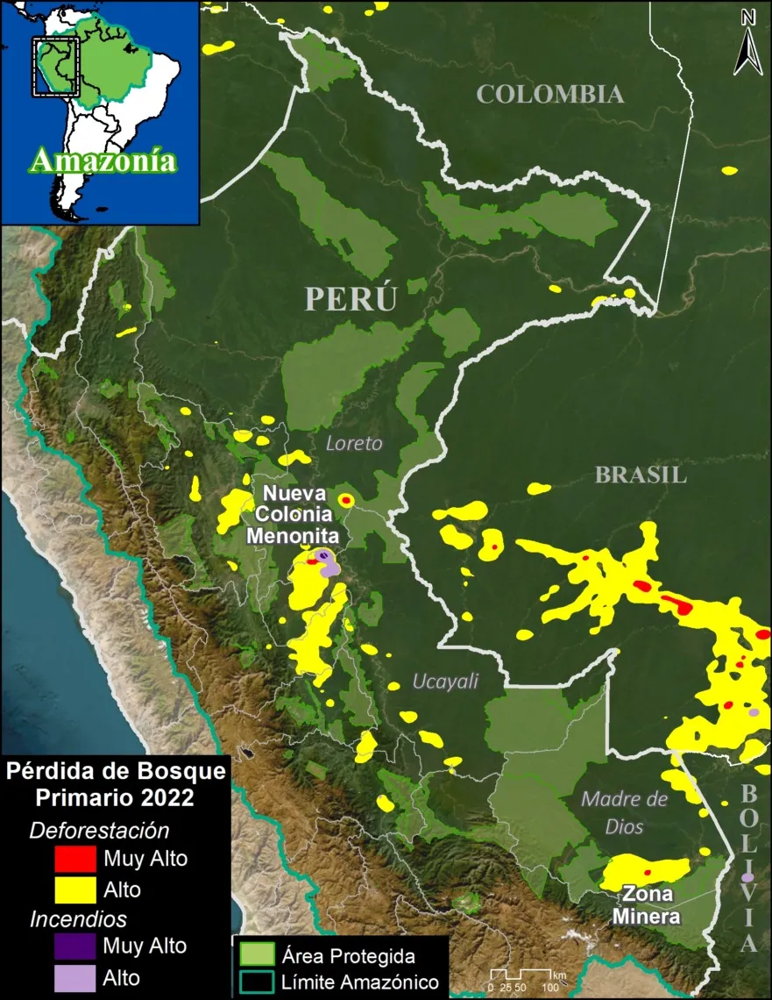 Amazonía
N
COLOMBIA
PERÚ
Loreto
BRASIL
Nueva
Colonia
Menonita
Ucayali
Madre de
Dios
BOLIVIA
Zona
Minera
Pérdida de Bosque
Primario 2022
Deforestación
Muy Alto
Alto
Incendios
Muy Alto
Alto
Área Protegida
Límite Amazónico
km
0 25 50 100